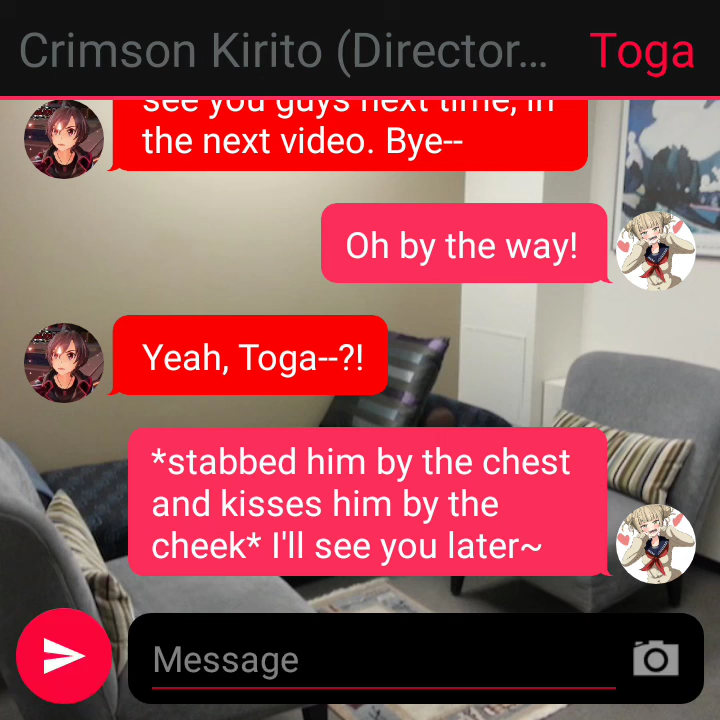 Crimson Kirito (Director... Toga
see you guys next time, in
the next video. Bye--
Oh by the way!
Yeah, Toga--?!
*stabbed him by the chest
and kisses him by the
cheek* I'll see you later~
Message